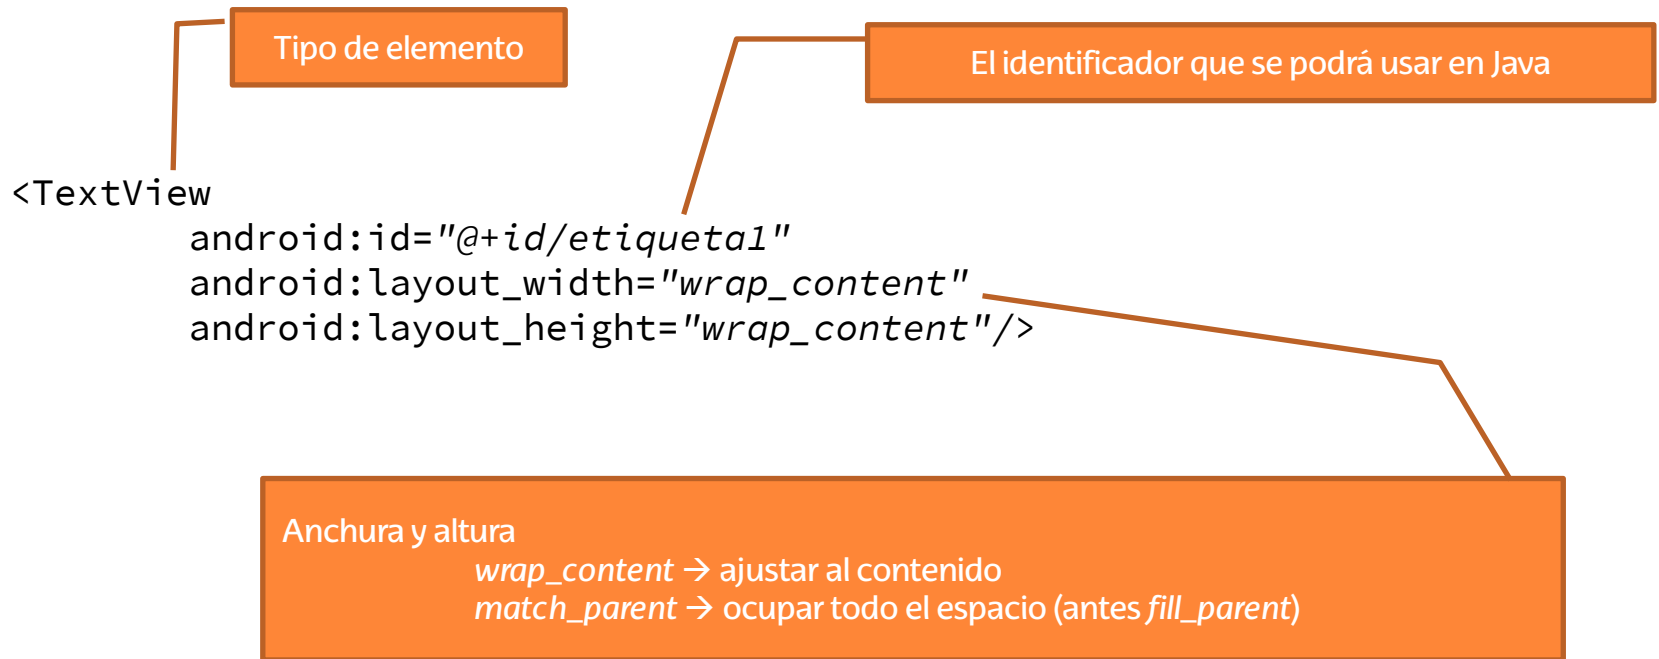 Tipo de elemento
El identificador que se podrá usar en Java
<TextView
android:id="@+id/etiqueta1"
android:layout_width="wrap_content"
android:layout_height="wrap_content"/>
Anchura y altura
wrap_content → ajustar al contenido
match_parent → ocupar todo el espacio (antes fill_parent)